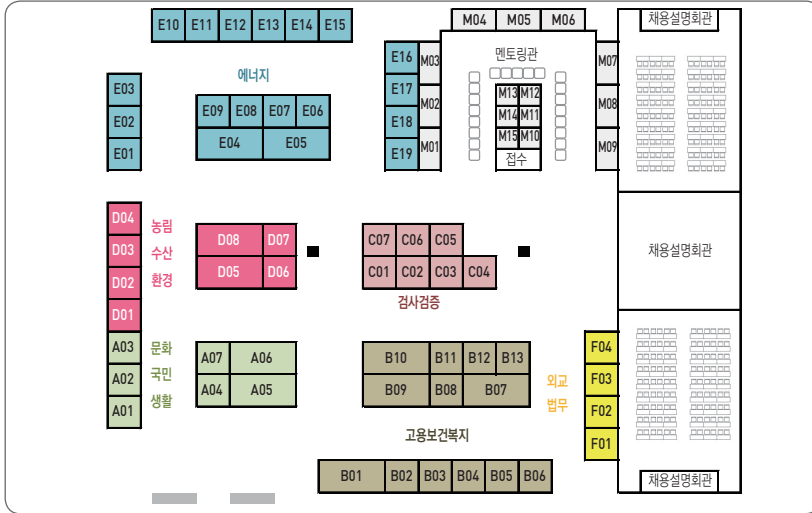 E10 E11 E12 E13 E14 E15
M04 M05 M06
채용설명회관
에너지
멘토링관
E16 M03
M07
E03
E17
M13 M12
E02
E09 E08 E07 E06
M02
M14 M11
M08
E18
E01
E04 E05
M15 M10
E19 M01
접수
M09
D04 농림
D03 수산
D02 환경
D01
D08 D07
D05 D06
C07 C06 C05
C01 C02 C03 C04
검사검증
채용설명회관
A03 문화
A02 국민
A01 생활
A07 A06
A04 A05
B10 B11 B12 B13
B09 B08 B07
고용보건복지
외교
법무
F04
F03
F02
F01
B01 B02 B03 B04 B05 B06
채용설명회관